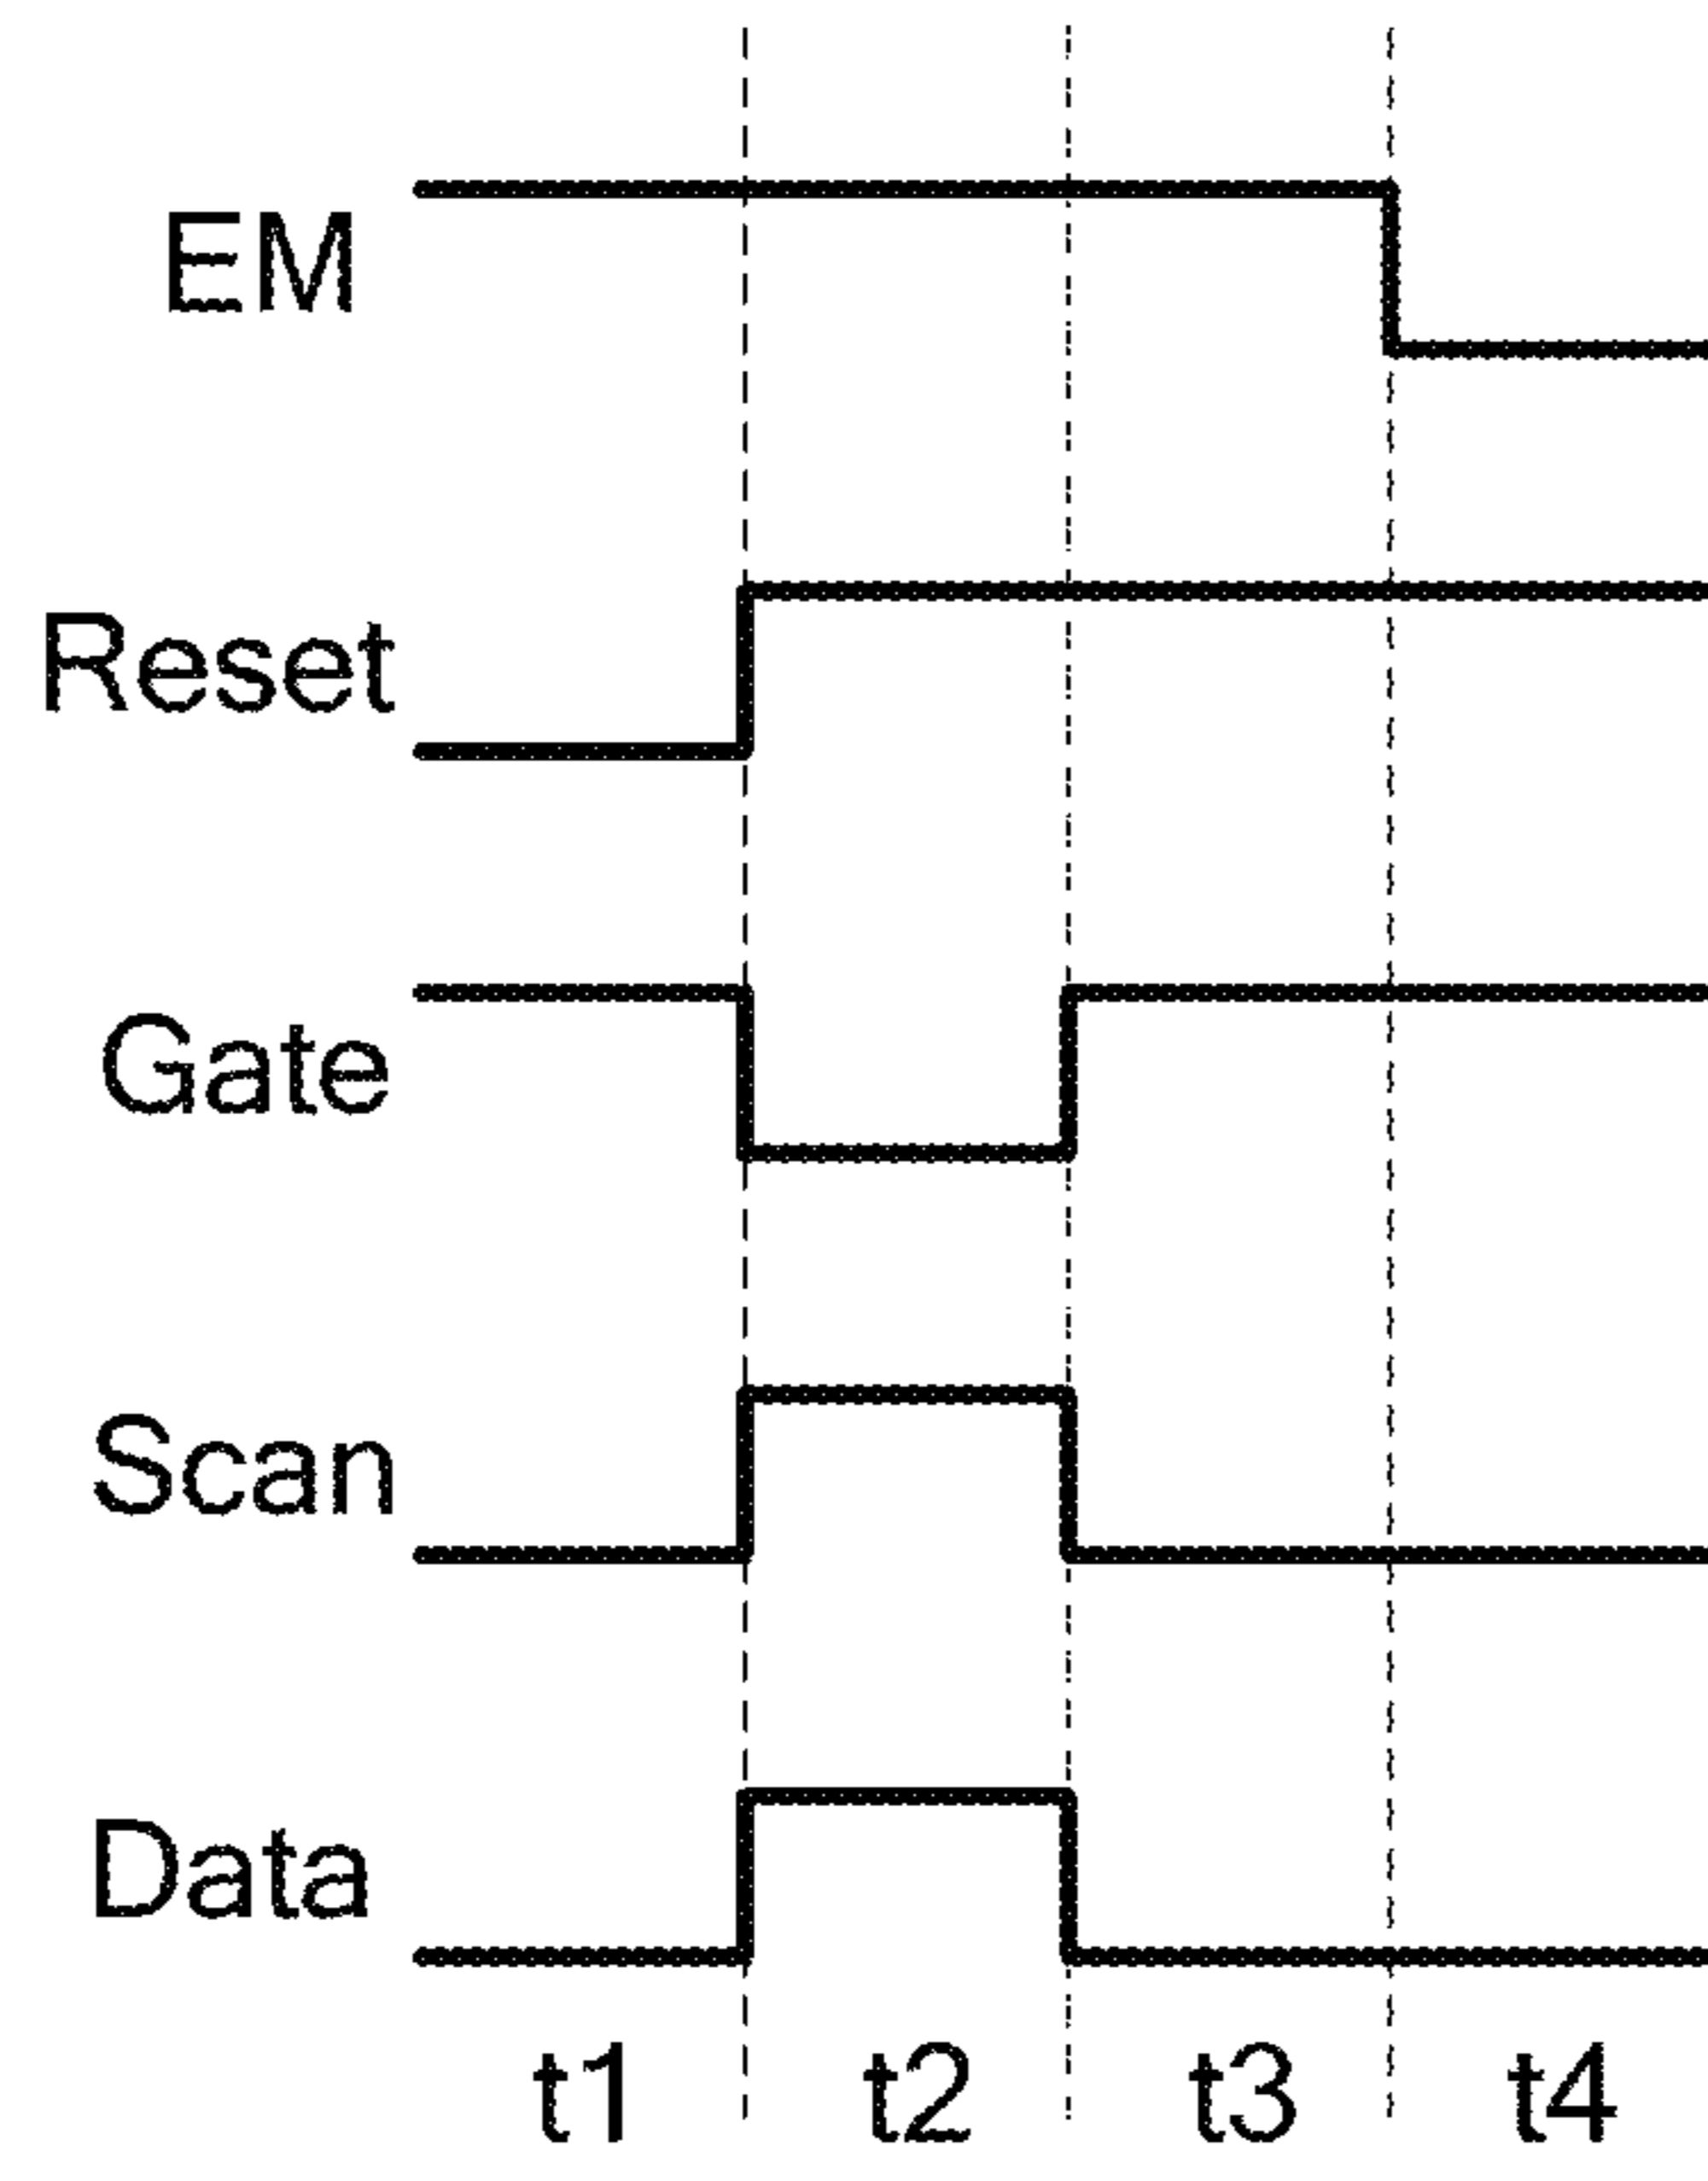 EM
Reset
Gate
Scan
Data
t1 t2 t3 t4